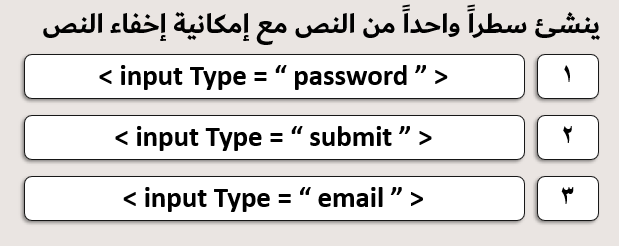 ينشئ سطراً واحداً من النص مع إمكانية إخفاء النص
١ < input Type = “ password ” >
٢ < input Type = “ submit ” >
٣ < input Type = “ email ” >